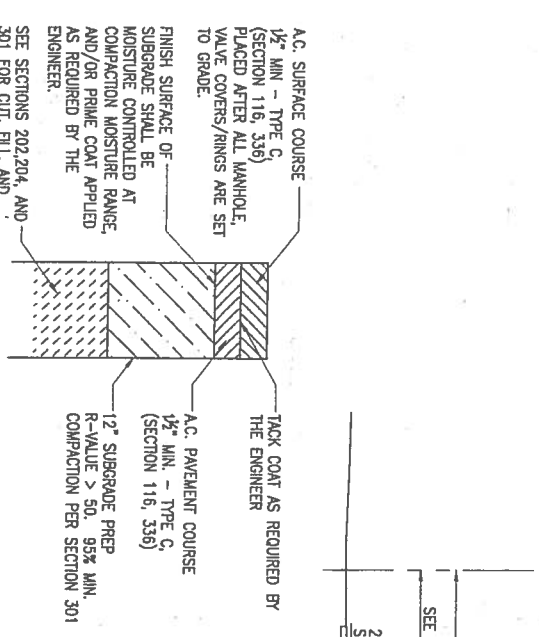 A.C. SURFACE COURSE
1½" MIN - TYPE C,
(SECTION 116, 336)
PLACED AFTER ALL MANHOLE,
VALVE COVERS/RINGS ARE SET
TO GRADE.
FINISH SURFACE OF
SUBGRADE SHALL BE
MOISTURE CONTROLLED AT
COMPACTION MOISTURE RANGE,
AND/OR PRIME COAT APPLIED
AS REQUIRED BY THE
ENGINEER.
SEE SECTIONS 202,204, AND
301 FOR CUT, FILL, AND
TACK COAT AS REQUIRED BY
THE ENGINEER
A.C. PAVEMENT COURSE
1½" MIN. - TYPE C,
(SECTION 116, 336)
12" SUBGRADE PREP
R-VALUE > 50. 95% MIN.
COMPACTION PER SECTION 301
SEE
2
S